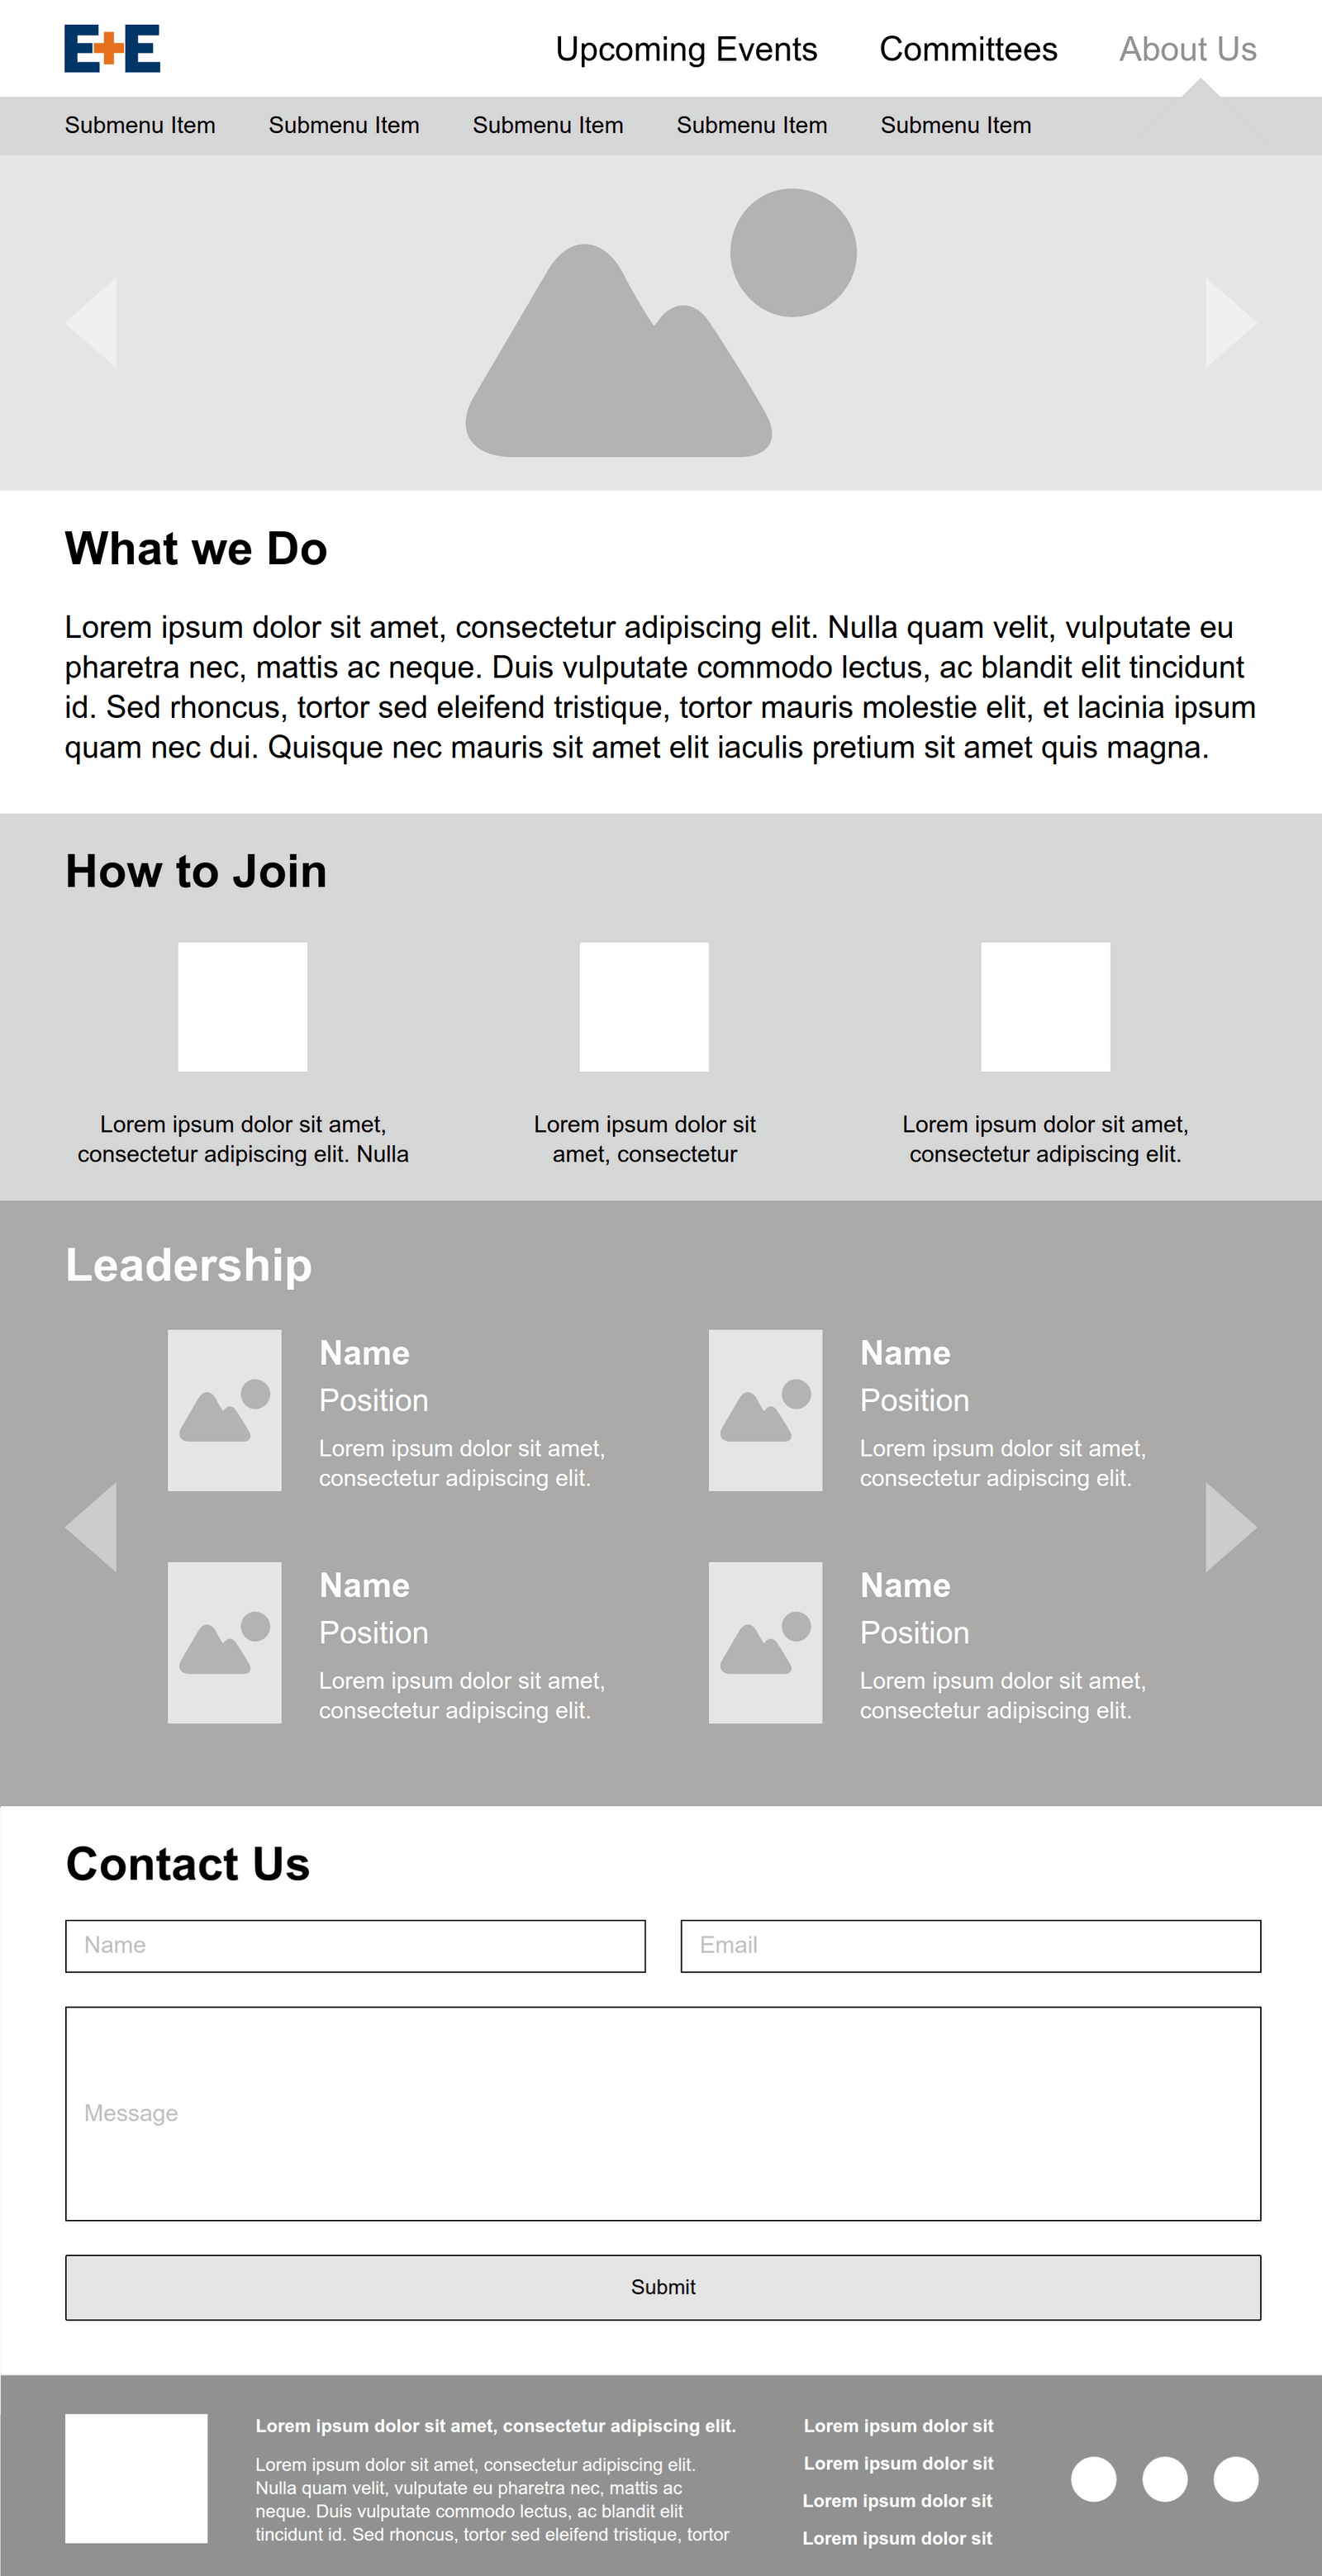 E+E
Upcoming Events
Committees
About Us
Submenu Item
Submenu Item
Submenu Item
Submenu Item
Submenu Item
What we Do
Lorem ipsum dolor sit amet, consectetur adipiscing elit. Nulla quam velit, vulputate eu
pharetra nec, mattis ac neque. Duis vulputate commodo lectus, ac blandit elit tincidunt
id. Sed rhoncus, tortor sed eleifend tristique, tortor mauris molestie elit, et lacinia ipsum
quam nec dui. Quisque nec mauris sit amet elit iaculis pretium sit amet quis magna.
How to Join
Lorem ipsum dolor sit amet,
consectetur adipiscing elit. Nulla
Lorem ipsum dolor sit
amet, consectetur
Lorem ipsum dolor sit amet,
consectetur adipiscing elit.
Leadership
Name
Position
Lorem ipsum dolor sit amet,
consectetur adipiscing elit.
Name
Position
Lorem ipsum dolor sit amet,
consectetur adipiscing elit.
Name
Position
Lorem ipsum dolor sit amet,
consectetur adipiscing elit.
Name
Position
Lorem ipsum dolor sit amet,
consectetur adipiscing elit.
Contact Us
Name
Email
Message
Submit
Lorem ipsum dolor sit amet, consectetur adipiscing elit.
Lorem ipsum dolor sit amet, consectetur adipiscing elit.
Nulla quam velit, vulputate eu pharetra nec, mattis ac
neque. Duis vulputate commodo lectus, ac blandit elit
tincidunt id. Sed rhoncus, tortor sed eleifend tristique, tortor
Lorem ipsum dolor sit
Lorem ipsum dolor sit
Lorem ipsum dolor sit
Lorem ipsum dolor sit